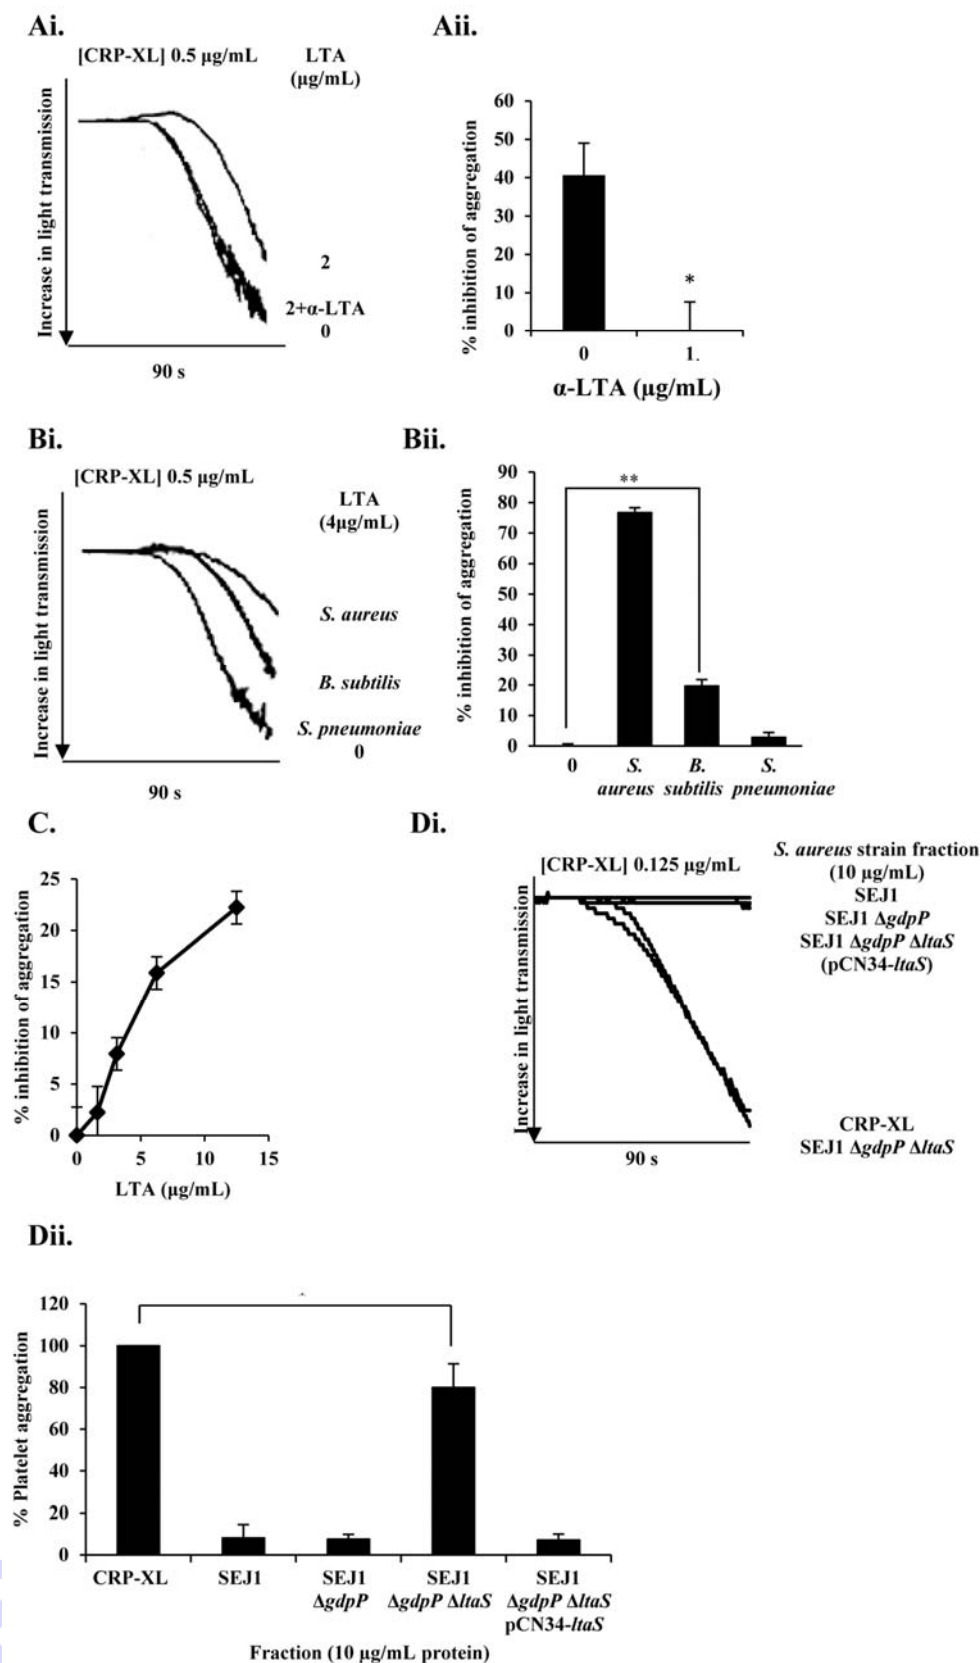 Ai.
[CRP-XL] 0.5 µg/mL
LTA
(µg/mL)
Increase in light transmission
2
2+α-LTA
0
90 s
Aii.
% inhibition of aggregation
60
50
40
30
20
10
0
*
0 1.
α-LTA (µg/mL)
Bi.
[CRP-XL] 0.5 µg/mL
LTA
(4µg/mL)
Increase in light transmission
S. aureus
B. subtilis
S. pneumoniae
0
90 s
Bii.
% inhibition of aggregation
90
80
70
60
50
40
30
20
10
0
**
0 S. B. S.
aureus subtilis pneumoniae
C.
% inhibition of aggregation
25
20
15
10
5
0
0 5 10 15
LTA (µg/mL)
Di.
[CRP-XL] 0.125 µg/mL
S. aureus strain fraction
(10 µg/mL)
SEJ1
SEJ1 ΔgdpP
SEJ1 ΔgdpP ΔltaS
(pCN34-ltaS)
Increase in light transmission
CRP-XL
SEJ1 ΔgdpP ΔltaS
90 s
Dii.
% Platelet aggregation
120
100
80
60
40
20
0
CRP-XL SEJ1 SEJ1 SEJ1 SEJ1
ΔgdpP ΔgdpP ΔltaS ΔgdpP ΔltaS
pCN34-ltaS
Fraction (10 µg/mL protein)